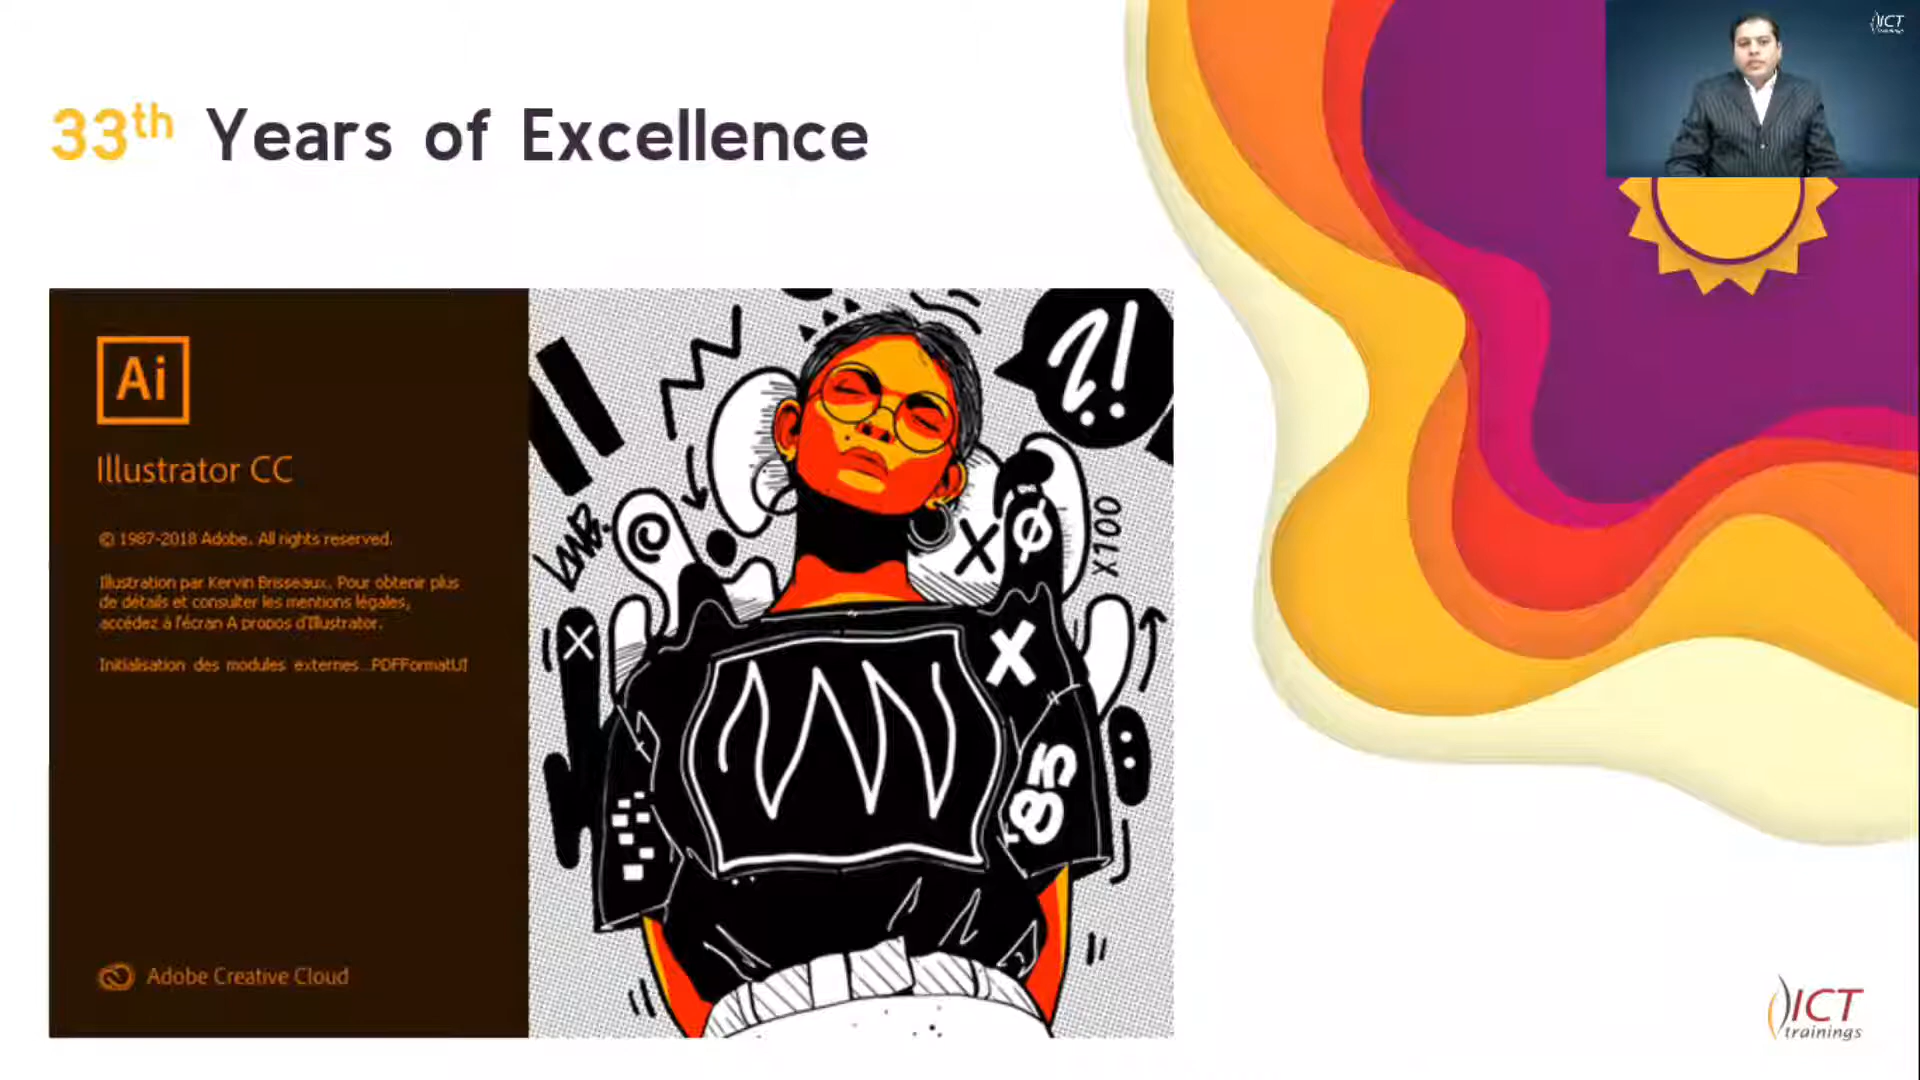 33th Years of Excellence
ICT
trainings
Ai
Illustrator CC
© 1987-2018 Adobe. All rights reserved.
Illustration par Kervin Brisseaux. Pour obtenir plus
de détails et consulter les mentions légales,
accédez à l'écran A propos d'Illustrator.
Initialisation des modules externes...PDFFormatUI
Adobe Creative Cloud
?!
X
X100
X
X
85
ICT
trainings